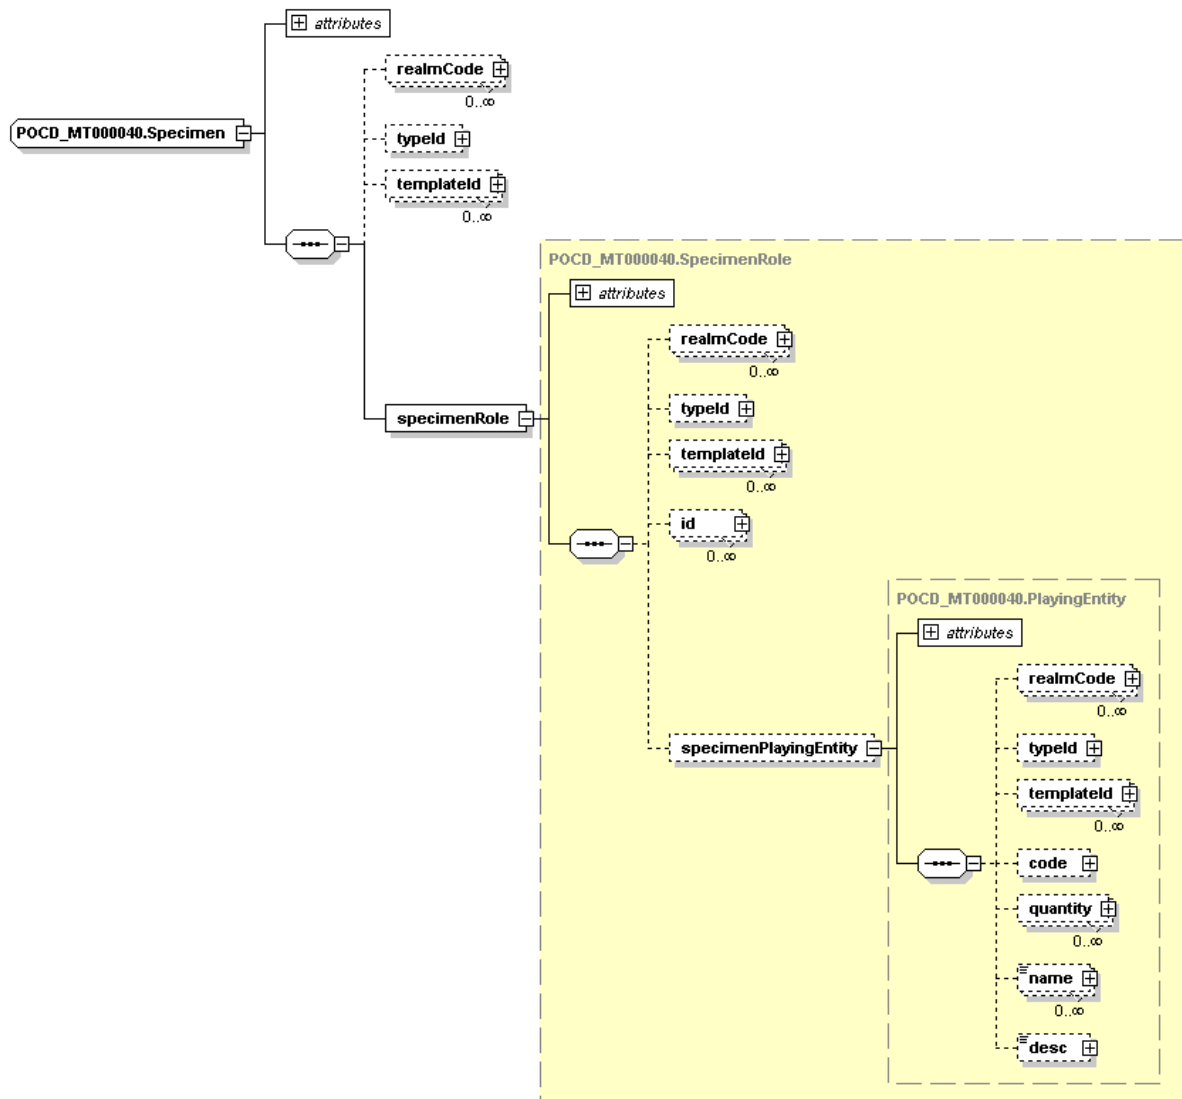 attributes
realmCode
0..∞
POCD_MT000040.Specimen
typeId
templateId
0..∞
POCD_MT000040.SpecimenRole
attributes
realmCode
0..∞
specimenRole
typeId
templateId
0..∞
id
0..∞
POCD_MT000040.PlayingEntity
attributes
realmCode
0..∞
specimenPlayingEntity
typeId
templateId
0..∞
code
quantity
0..∞
name
0..∞
desc